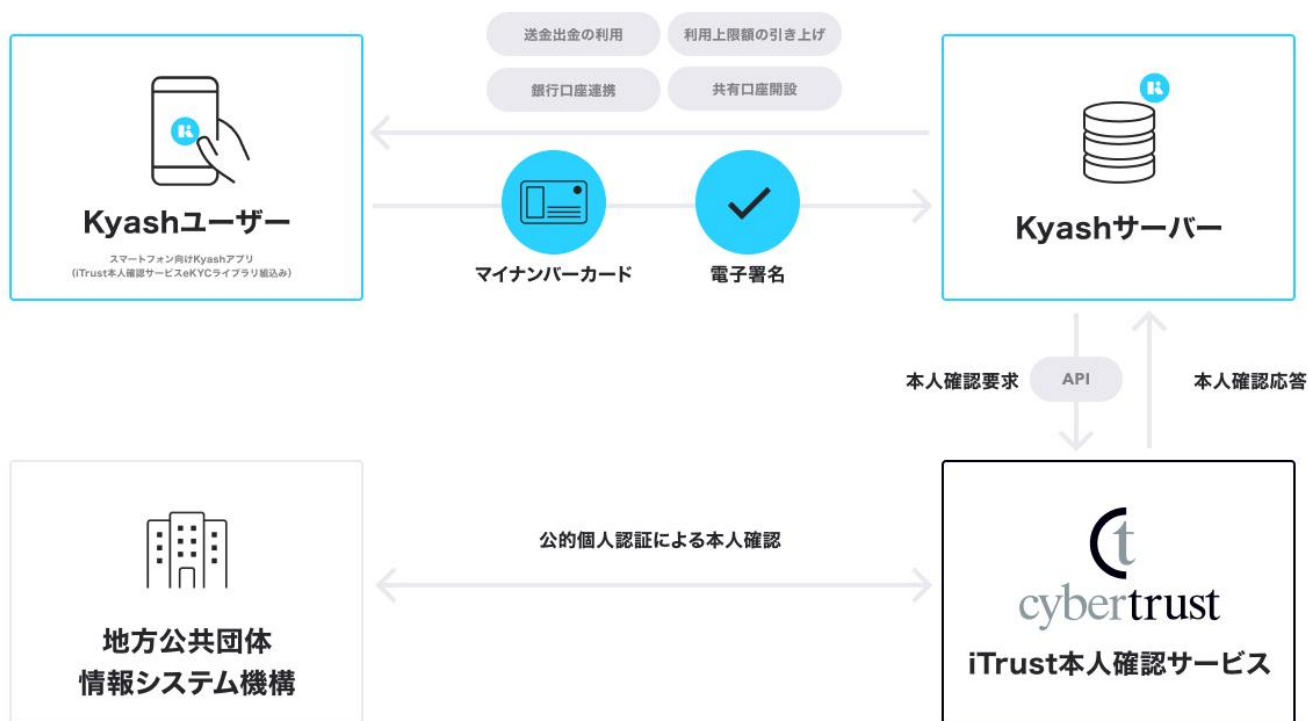 送金出金の利用
利用上限額の引き上げ
銀行口座連携
共有口座開設
Kyashユーザー
スマートフォン向けKyashアプリ
(iTrust本人確認サービスeKYCライブラリ組込み)
マイナンバーカード
電子署名
Kyashサーバー
本人確認要求
API
本人確認応答
公的個人認証による本人確認
地方公共団体
情報システム機構
cybertrust
iTrust本人確認サービス